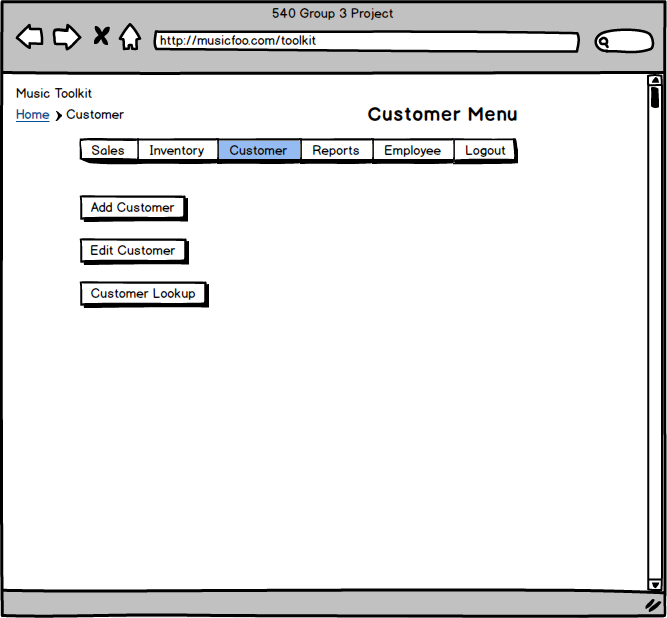 540 Group 3 Project
http://musicfoo.com/toolkit
Music Toolkit
Home > Customer
Customer Menu
Sales Inventory Customer Reports Employee Logout
Add Customer
Edit Customer
Customer Lookup